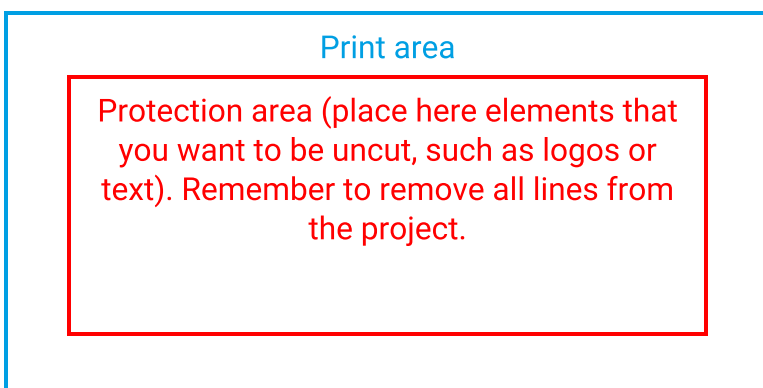 Print area
Protection area (place here elements that
you want to be uncut, such as logos or
text). Remember to remove all lines from
the project.